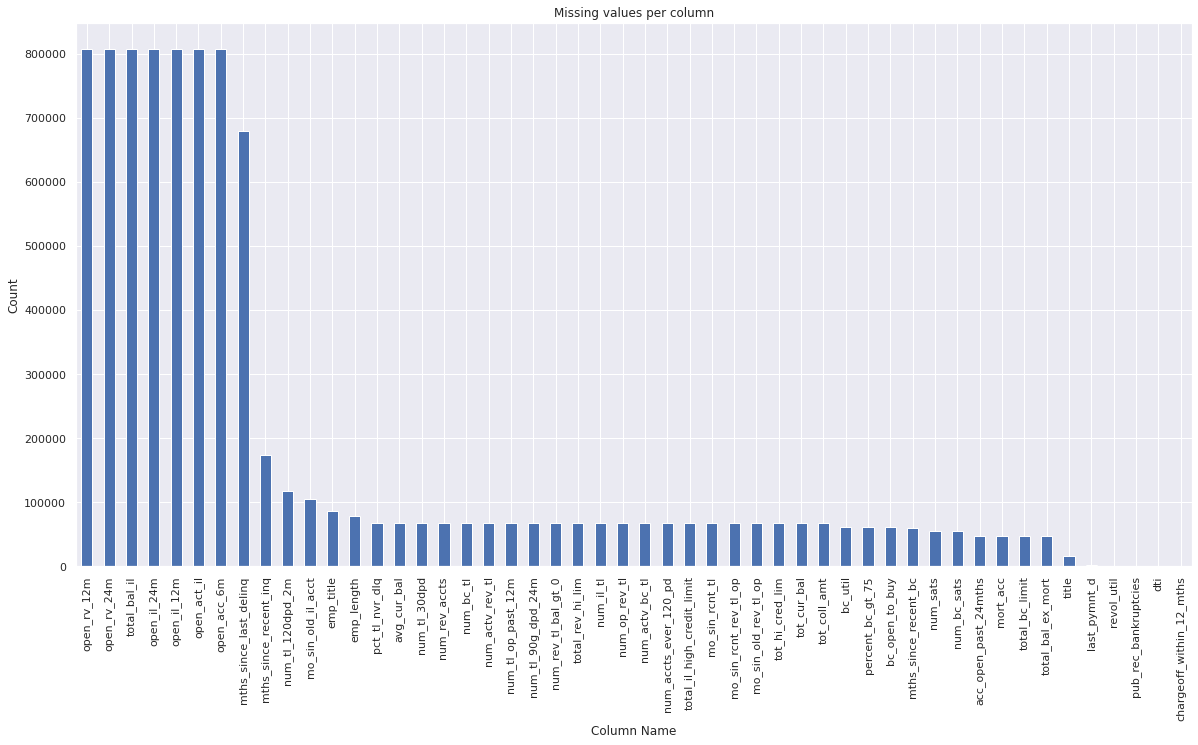 Missing values per column
800000
700000
600000
500000
400000
300000
200000
100000
0
Count
open_rv_12m
open_rv_24m
total_bal_il
open_il_24m
open_il_12m
open_act_il
open_acc_6m
mths_since_last_delinq
mths_since_recent_inq
num_tl_120dpd_2m
mo_sin_old_il_acct
emp_title
emp_length
pct_tl_nvr_dlq
avg_cur_bal
num_tl_30dpd
num_rev_accts
num_bc_tl
num_actv_rev_tl
num_tl_op_past_12m
num_tl_90g_dpd_24m
num_rev_tl_bal_gt_0
total_rev_hi_lim
num_il_tl
num_op_rev_tl
num_actv_bc_tl
num_accts_ever_120_pd
total_il_high_credit_limit
mo_sin_rcnt_tl
mo_sin_rcnt_rev_tl_op
mo_sin_old_rev_tl_op
tot_hi_cred_lim
tot_cur_bal
tot_coll_amt
bc_util
percent_bc_gt_75
bc_open_to_buy
mths_since_recent_bc
num_sats
num_bc_sats
acc_open_past_24mths
mort_acc
total_bc_limit
total_bal_ex_mort
title
last_pymnt_d
revol_util
pub_rec_bankruptcies
dti
chargeoff_within_12_mths
Column Name